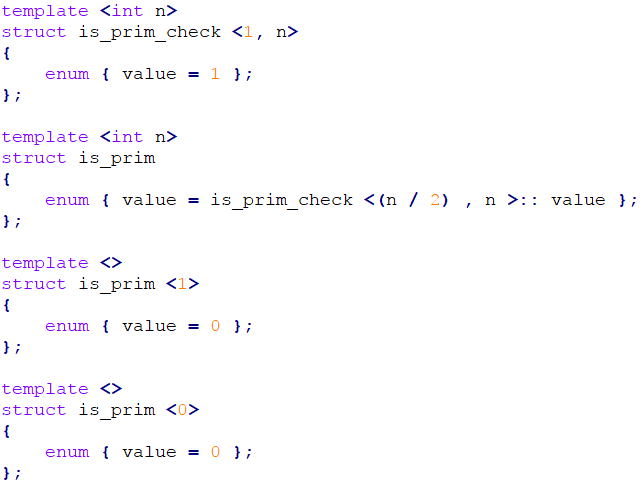 template <int n>
struct is_prim_check <1, n>
{
    enum { value = 1 };
};

template <int n>
struct is_prim
{
    enum { value = is_prim_check <(n / 2) , n >:: value };
};

template <>
struct is_prim <1>
{
    enum { value = 0 };
};

template <>
struct is_prim <0>
{
    enum { value = 0 };
};